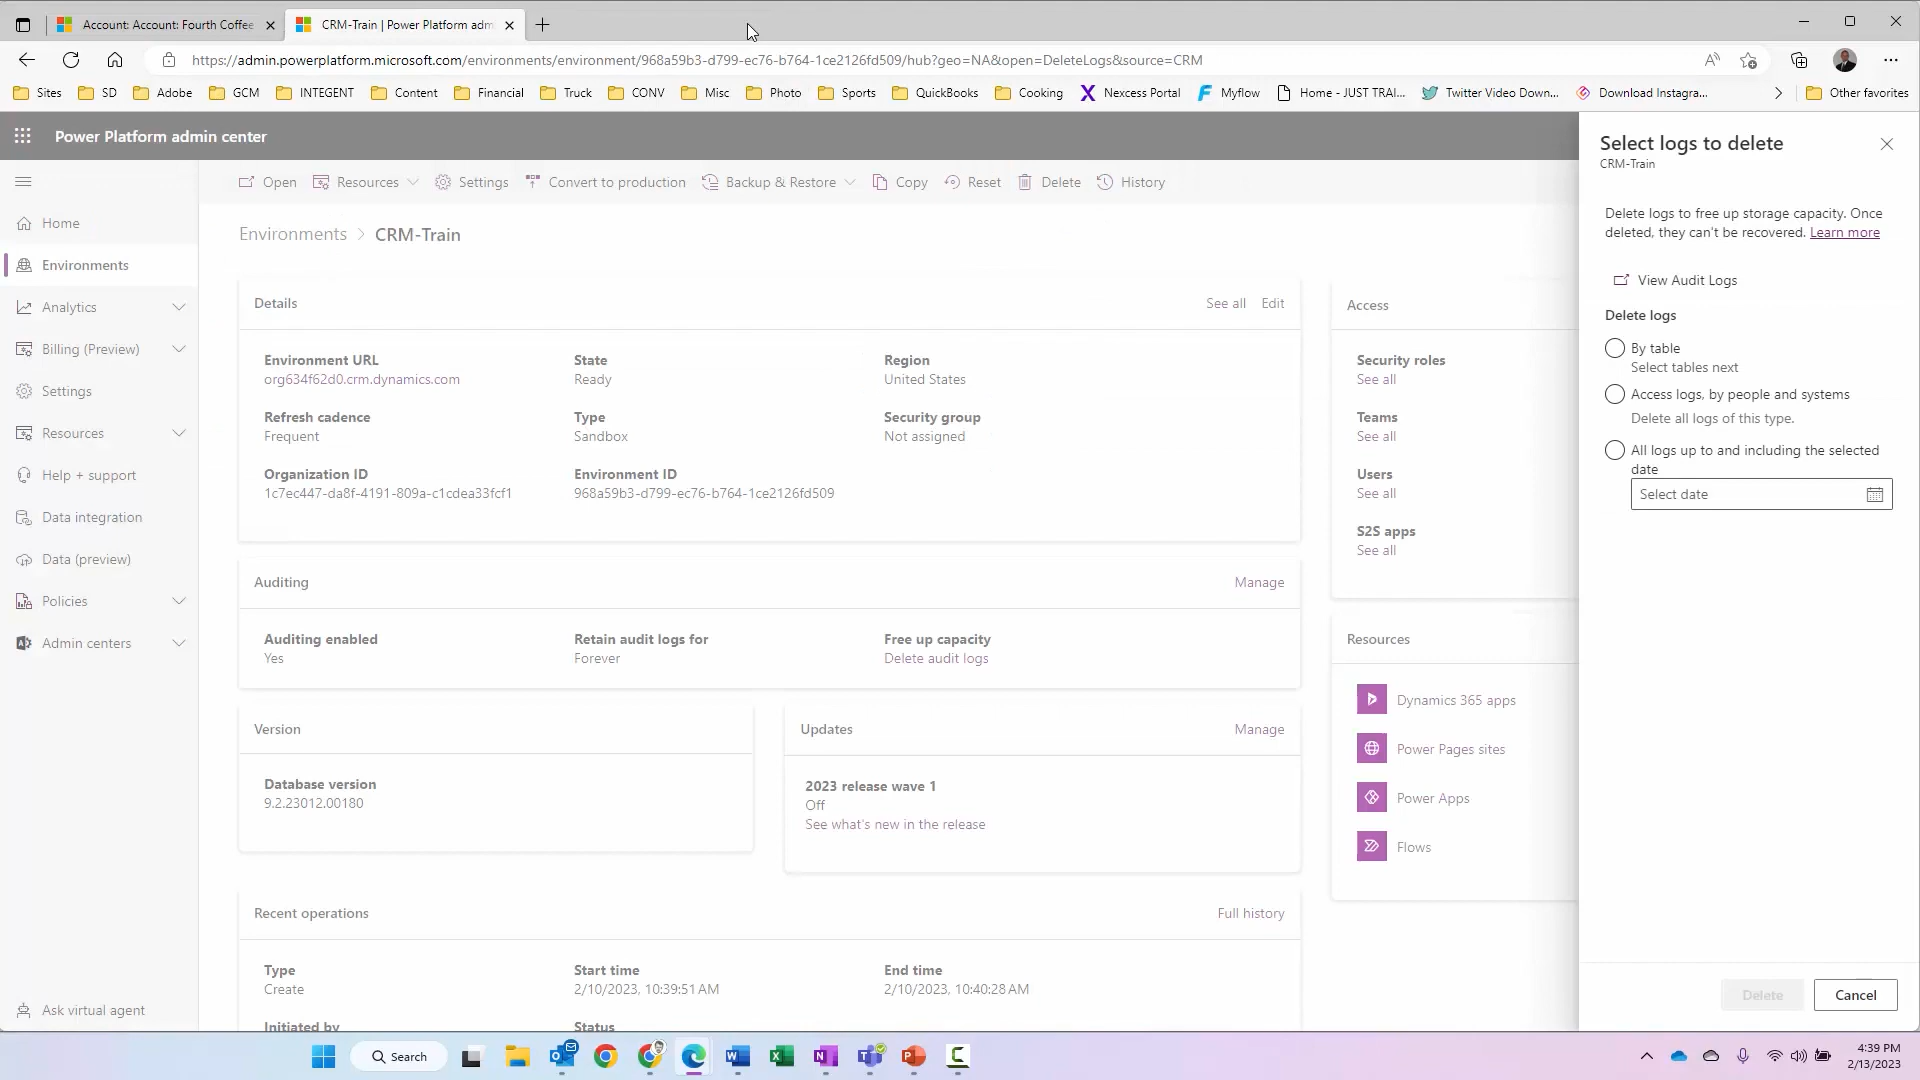 Account: Account: Fourth Coffee
CRM-Train | Power Platform adm
https://admin.powerplatform.microsoft.com/environments/environment/968a59b3-d799-ec76-b764-1ce2126fd509/hub?geo=NA&open=DeleteLogs&source=CRM
Sites SD Adobe GCM INTEGENT Content Financial Truck CONV Misc Photo Sports QuickBooks Cooking Nexcess Portal Myflow Home - JUST TRAI... Twitter Video Down... Download Instagra... Other favorites
Power Platform admin center
Open Resources Settings Convert to production Backup & Restore Copy Reset Delete History
Home
Environments
Analytics
Billing (Preview)
Settings
Resources
Help + support
Data integration
Data (preview)
Policies
Admin centers
Ask virtual agent
Environments > CRM-Train
Details See all Edit
Environment URL State Region
org634f62d0.crm.dynamics.com Ready United States
Refresh cadence Type Security group
Frequent Sandbox Not assigned
Organization ID Environment ID
1c7ec447-da8f-4191-809a-c1cdea33fcf1 968a59b3-d799-ec76-b764-1ce2126fd509
Auditing Manage
Auditing enabled Retain audit logs for Free up capacity
Yes Forever Delete audit logs
Version
Database version
9.2.23012.00180
Updates Manage
2023 release wave 1
Off
See what's new in the release
Recent operations Full history
Type Start time End time
Create 2/10/2023, 10:39:51 AM 2/10/2023, 10:40:28 AM
Initiated by Status
Access
Security roles
See all
Teams
See all
Users
See all
S2S apps
See all
Resources
Dynamics 365 apps
Power Pages sites
Power Apps
Flows
Select logs to delete
CRM-Train
Delete logs to free up storage capacity. Once
deleted, they can't be recovered. Learn more
View Audit Logs
Delete logs
By table
Select tables next
Access logs, by people and systems
Delete all logs of this type.
All logs up to and including the selected
date
Select date
Delete Cancel
Search
4:39 PM
2/13/2023